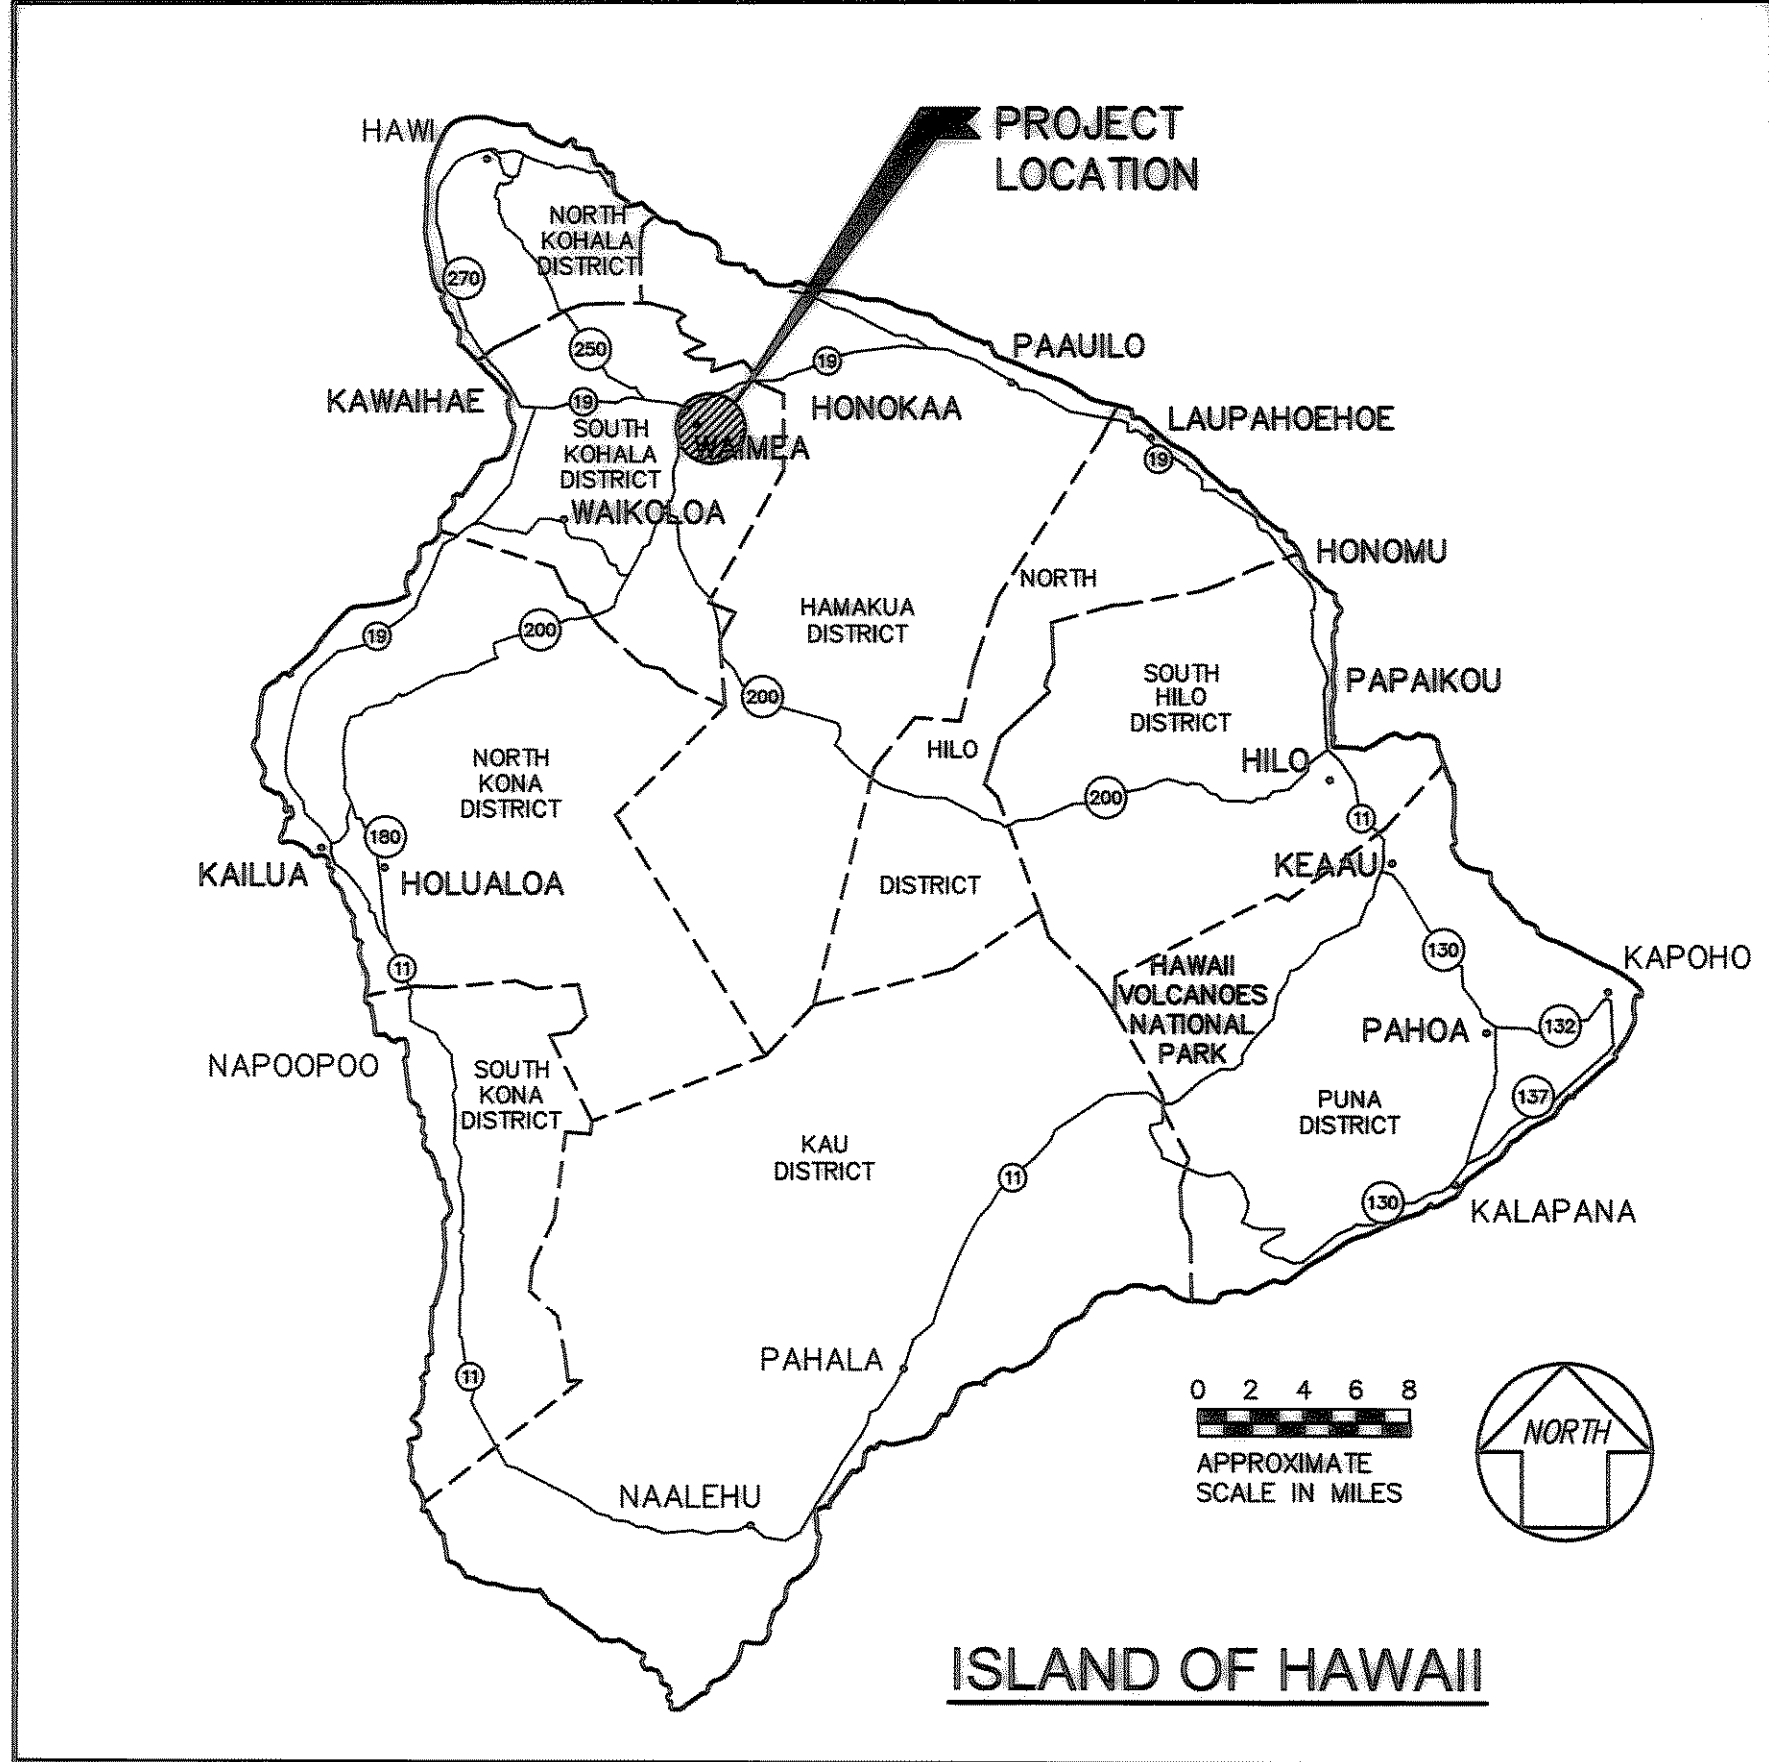 HAWI
PROJECT
LOCATION
NORTH
KOHALA
DISTRICT
270
250
PAAUILO
19
KAWAIHAE
19
HONOKAA
LAUPAHOEHOE
SOUTH
KOHALA
DISTRICT
WAIMEA
19
WAIKOLOA
HONOMU
NORTH
HAMAKUA
DISTRICT
200
19
SOUTH
HILO
DISTRICT
PAPAIKOU
200
NORTH
KONA
DISTRICT
HILO
HILO
200
11
180
KAILUA
HOLUALOA
DISTRICT
KEAAU
130
KAPOHO
11
HAWAII
VOLCANOES
NATIONAL
PARK
PAHOA
132
NAPOOPOO
SOUTH
KONA
DISTRICT
137
PUNA
DISTRICT
KAU
DISTRICT
11
130
KALAPANA
PAHALA
11
0 2 4 6 8
APPROXIMATE
SCALE IN MILES
NORTH
NAALEHU
ISLAND OF HAWAII